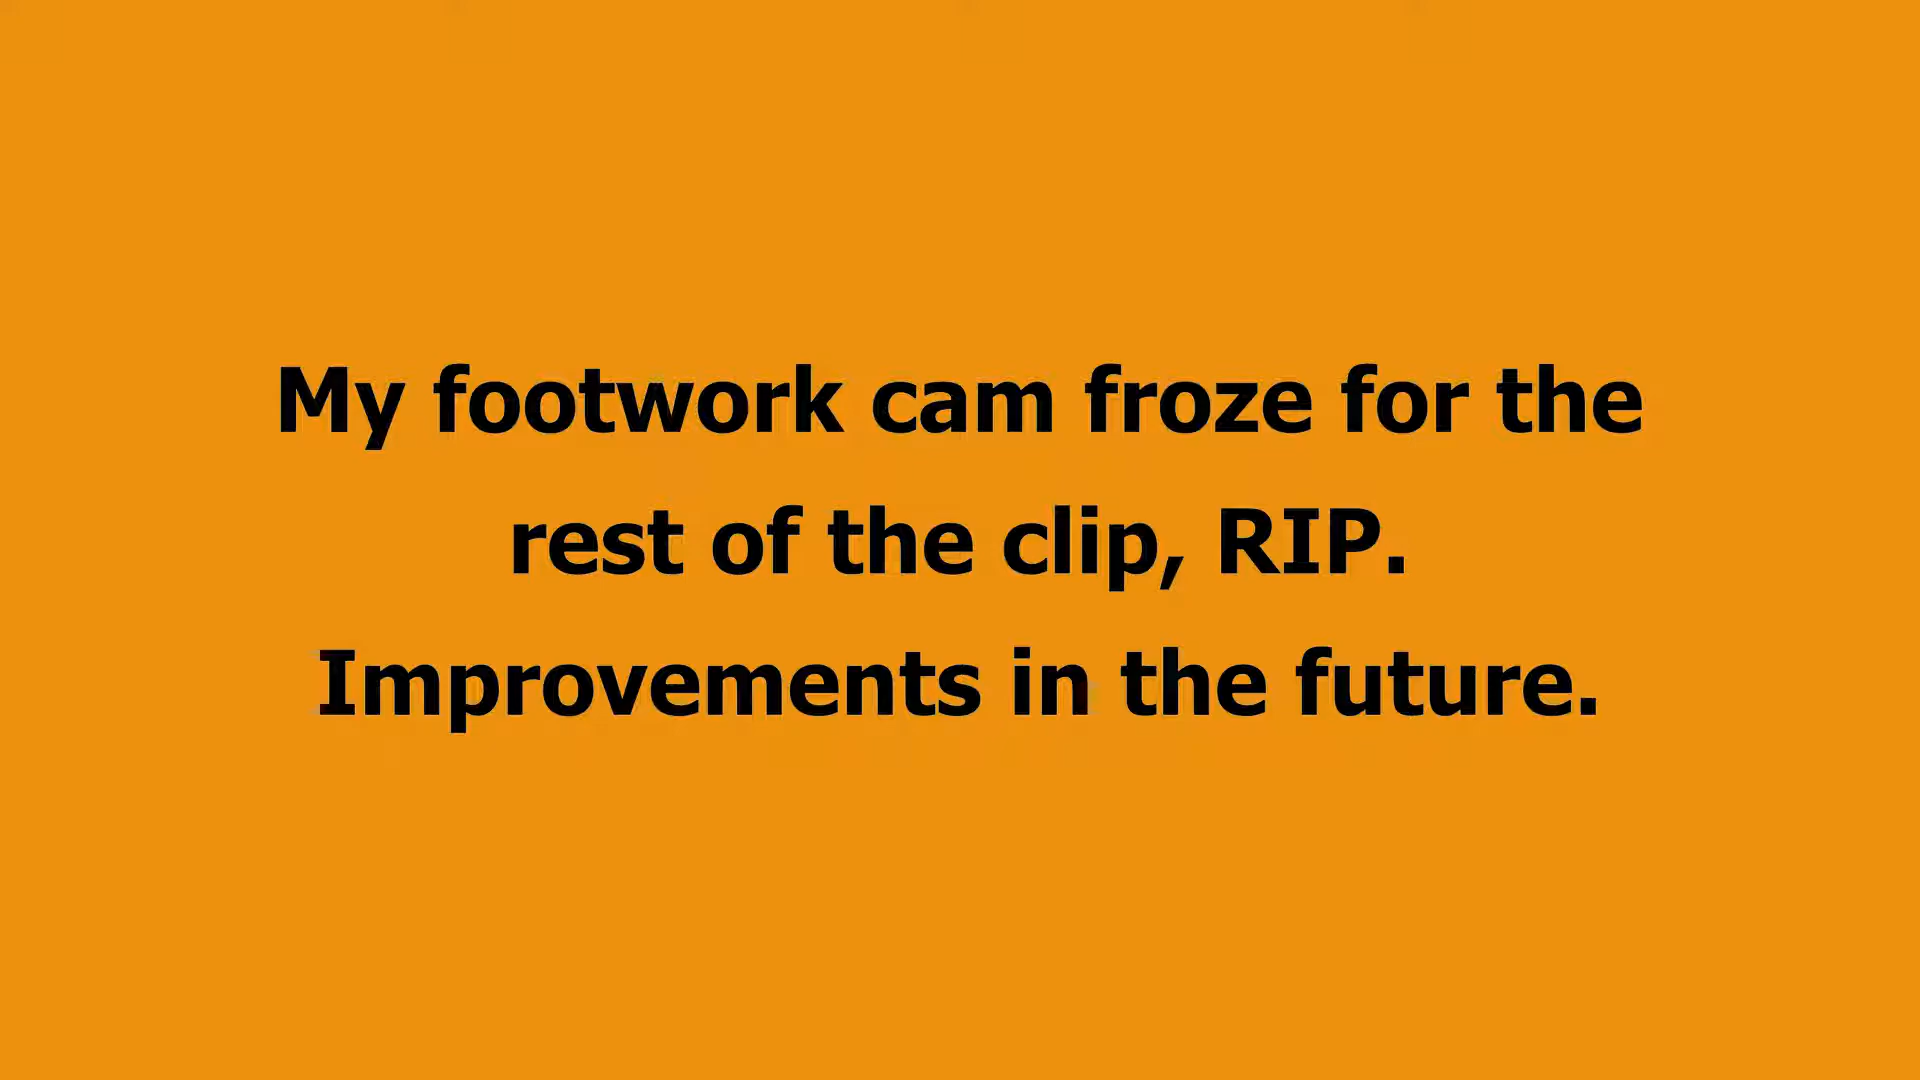 My footwork cam froze for the
rest of the clip, RIP.
Improvements in the future.